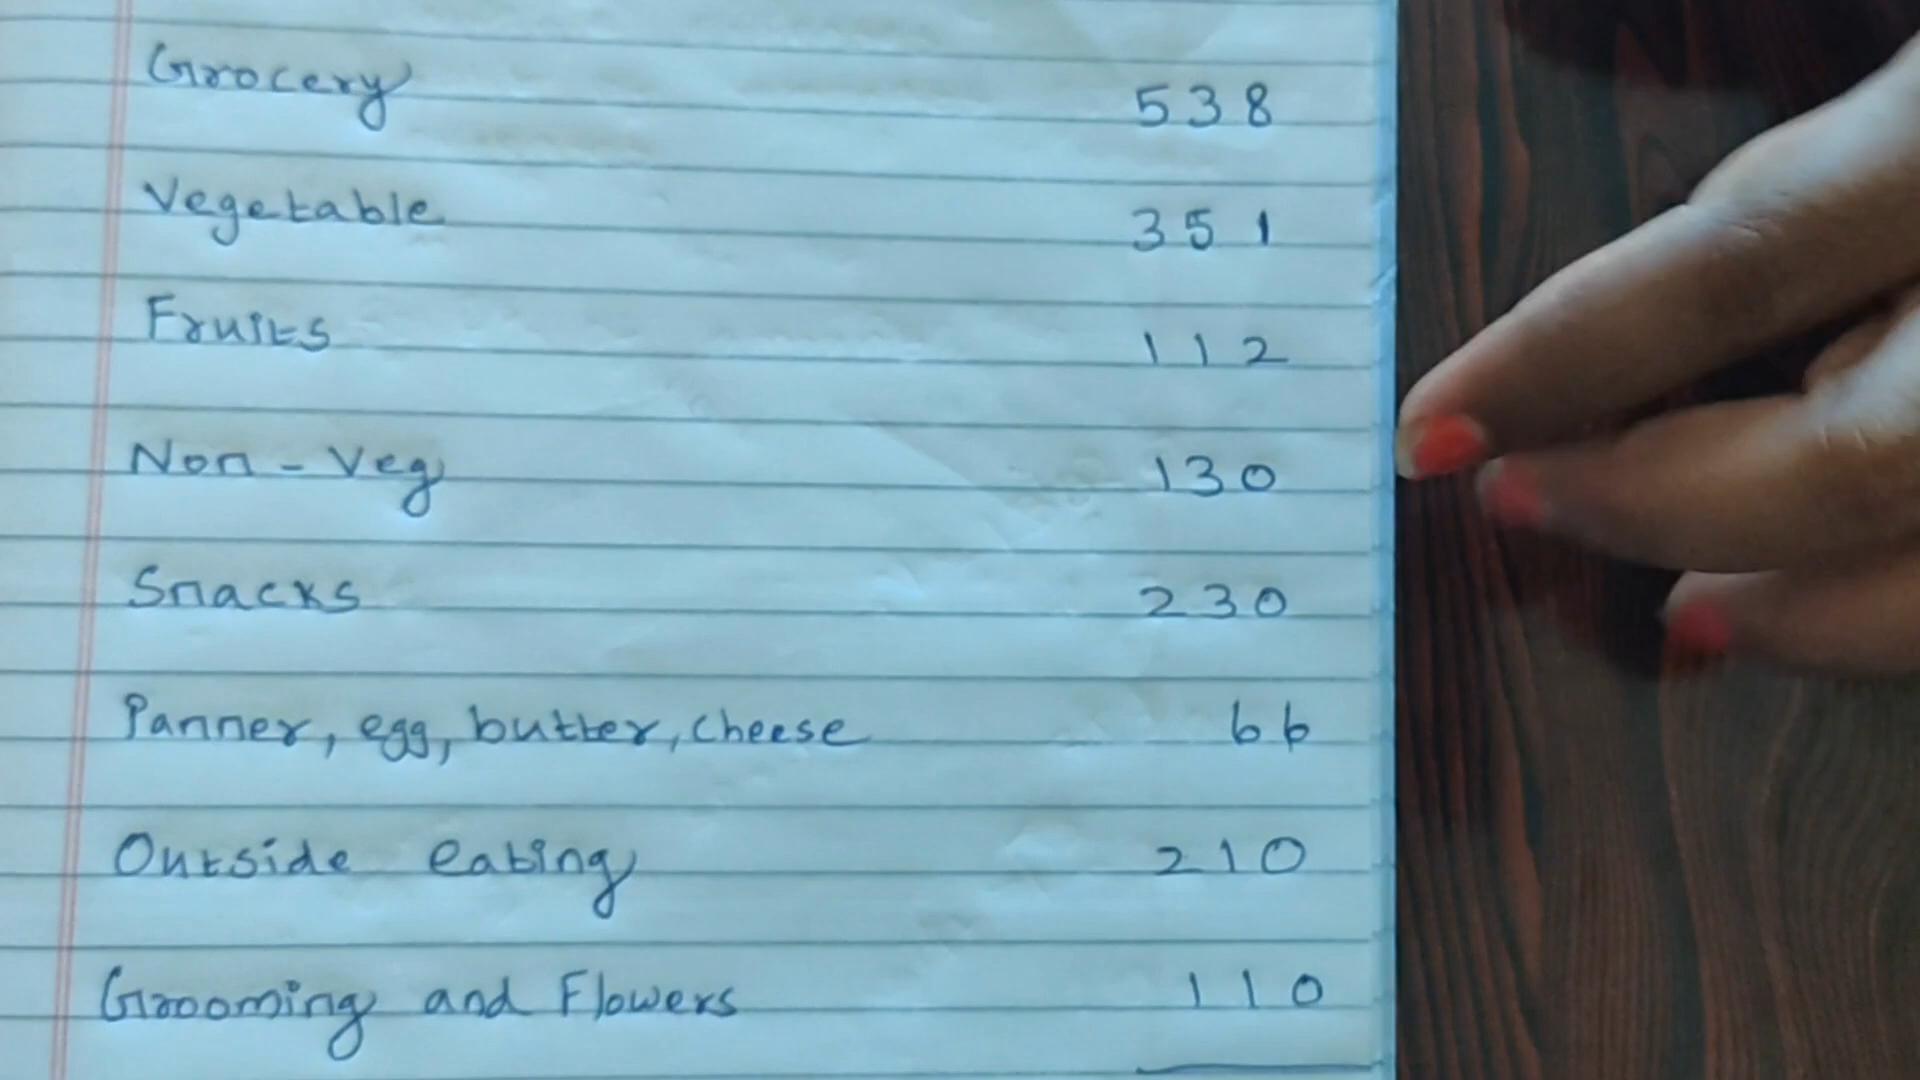 Grocery 538
Vegetable 351
Fruits 112
Non-Veg 130
Snacks 230
Panner, egg, butter, cheese 66
Outside eating 210
Grooming and Flowers 110